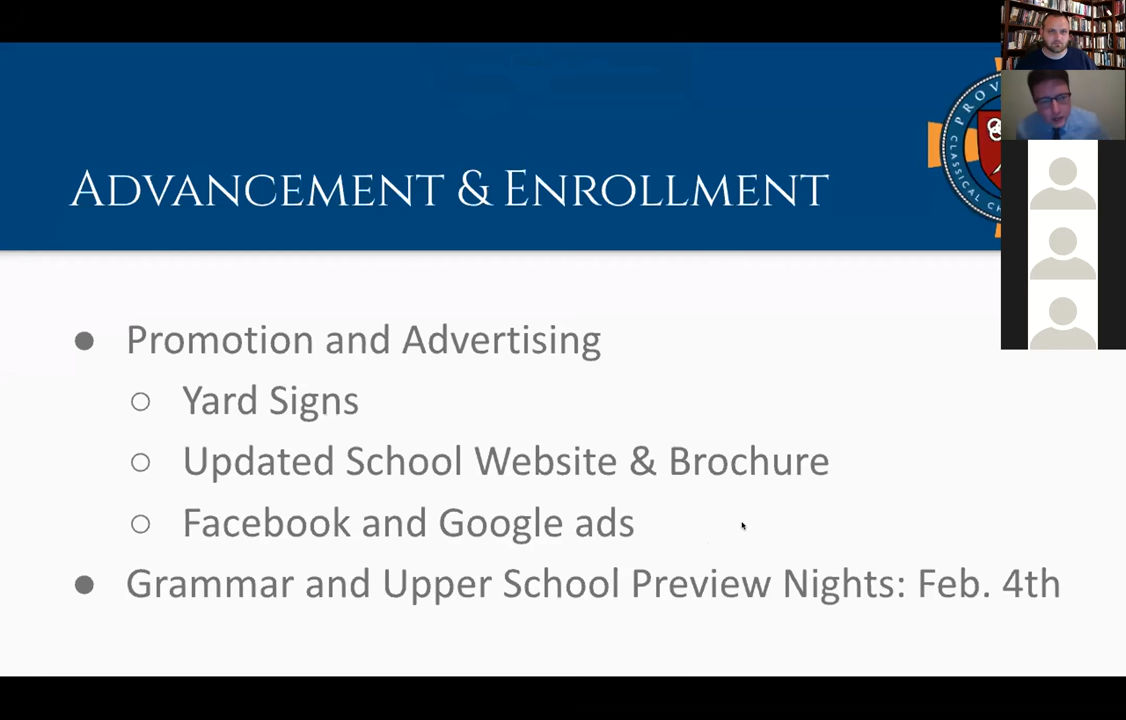 ADVANCEMENT & ENROLLMENT
● Promotion and Advertising
○ Yard Signs
○ Updated School Website & Brochure
○ Facebook and Google ads
● Grammar and Upper School Preview Nights: Feb. 4th
CLASSICAL